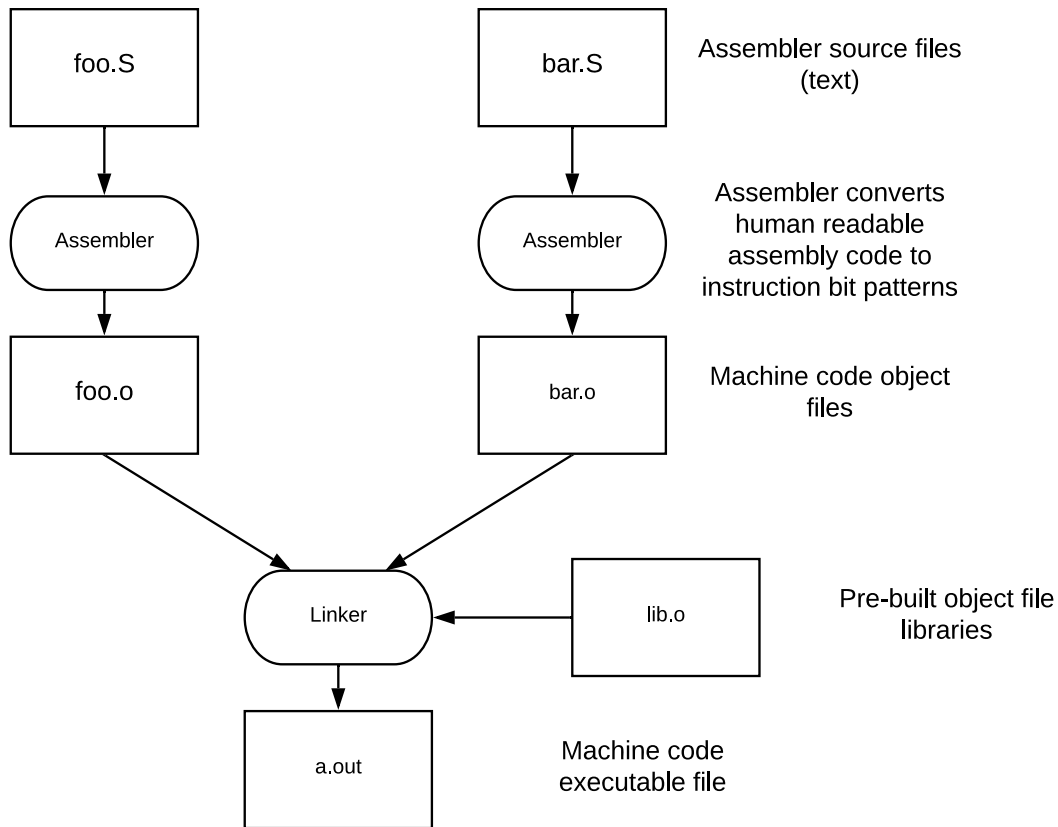 foo.S
bar.S
Assembler source files
(text)
Assembler
Assembler
Assembler converts
human readable
assembly code to
instruction bit patterns
foo.o
bar.o
Machine code object
files
Linker
lib.o
Pre-built object file
libraries
a.out
Machine code
executable file